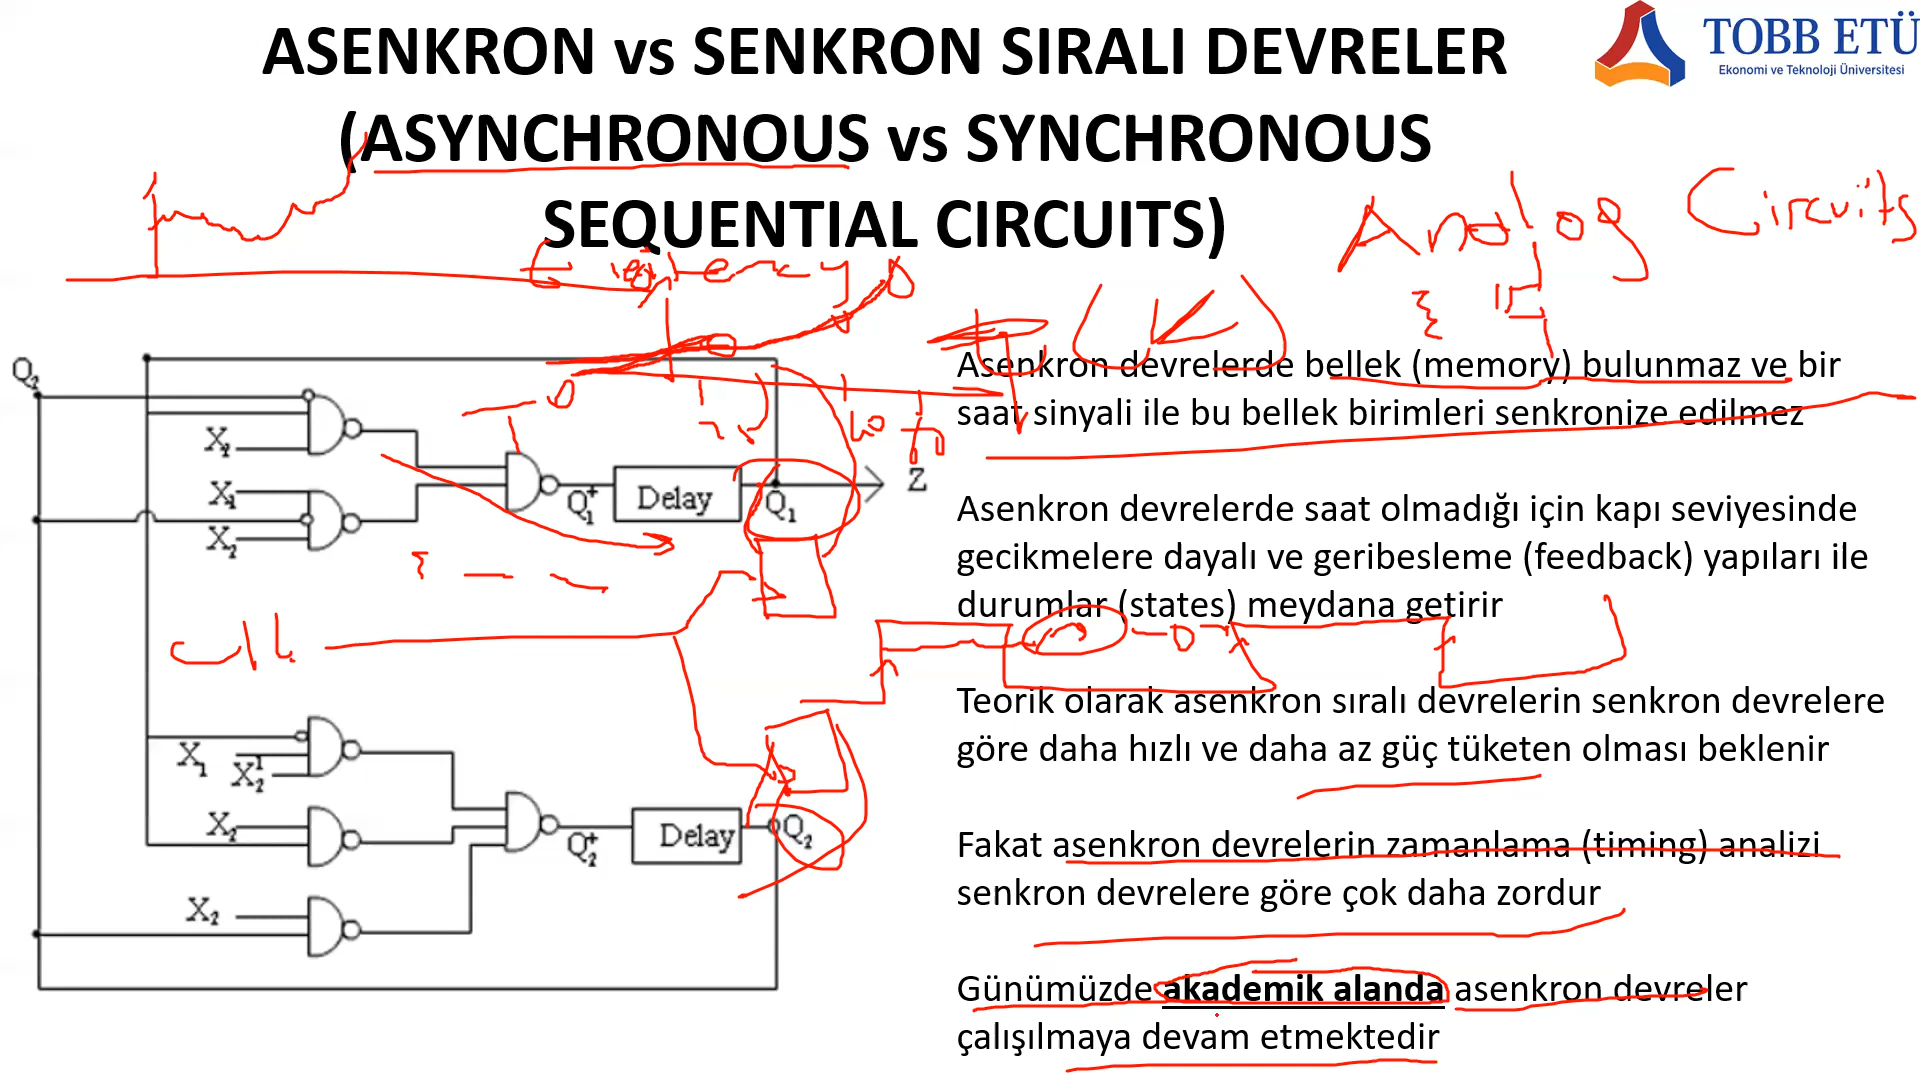 ASENKRON vs SENKRON SIRALI DEVRELER
(ASYNCHRONOUS vs SYNCHRONOUS
SEQUENTIAL CIRCUITS)
TOBB ETÜ
Ekonomi ve Teknoloji Üniversitesi
Analog Circuits
Asenkron devrelerde bellek (memory) bulunmaz ve bir
saat sinyali ile bu bellek birimleri senkronize edilmez
Asenkron devrelerde saat olmadığı için kapı seviyesinde
gecikmelere dayalı ve geribesleme (feedback) yapıları ile
durumlar (states) meydana getirir
Teorik olarak asenkron sıralı devrelerin senkron devrelere
göre daha hızlı ve daha az güç tüketen olması beklenir
Fakat asenkron devrelerin zamanlama (timing) analizi
senkron devrelere göre çok daha zordur
Günümüzde akademik alanda asenkron devreler
çalışılmaya devam etmektedir
Q2
X2
X1
X2
Q1+
Delay
Q1
Z
clk
X1
X2
X2
X2
Q2+
Delay
Q2